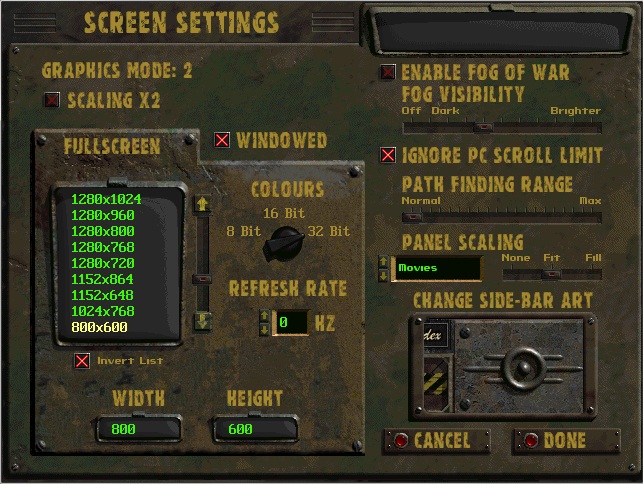 SCREEN SETTINGS
GRAPHICS MODE: 2
SCALING X2
FULLSCREEN
WINDOWED
1280x1024
1280x960
1280x800
1280x768
1280x720
1152x864
1152x648
1024x768
800x600
Invert List
COLOURS
16 Bit
8 Bit
32 Bit
REFRESH RATE
0 HZ
WIDTH
HEIGHT
800
600
ENABLE FOG OF WAR
FOG VISIBILITY
Off Dark Brighter
IGNORE PC SCROLL LIMIT
PATH FINDING RANGE
Normal Max
PANEL SCALING
Movies
None Fit Fill
CHANGE SIDE-BAR ART
dex
CANCEL
DONE